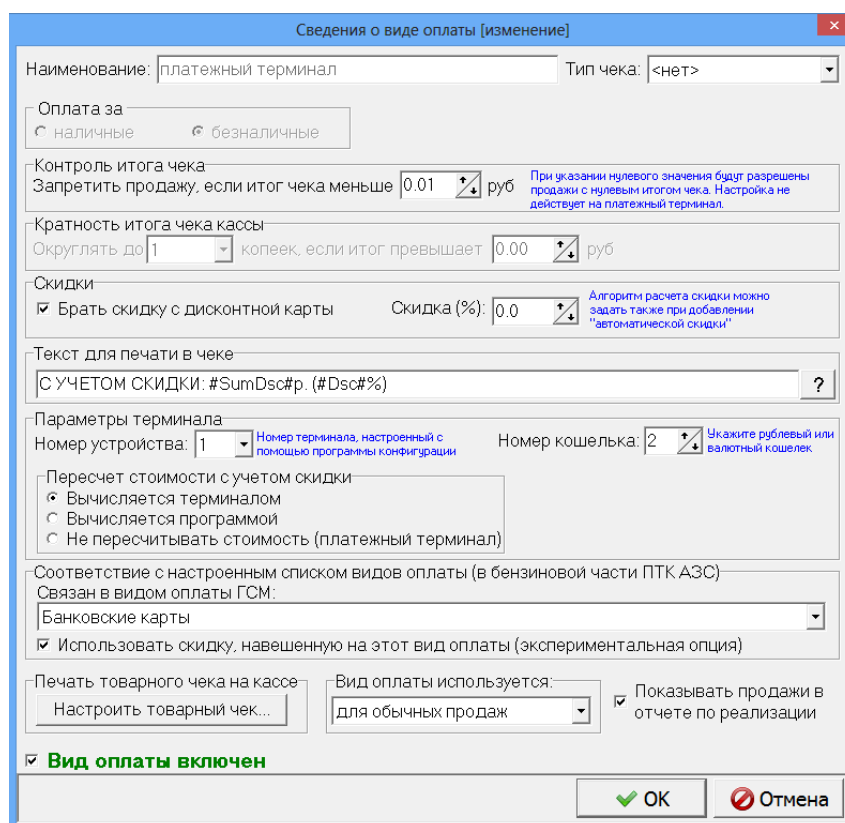 Сведения о виде оплаты [изменение]
Наименование: платежный терминал Тип чека: <нет>
Оплата за
наличные безналичные
Контроль итога чека
Запретить продажу, если итог чека меньше 0.01 руб
При указании нулевого значения будут разрешены
продажи с нулевым итогом чека. Настройка не
действует на платежный терминал.
Кратность итога чека кассы
Округлять до 1 копеек, если итог превышает 0.00 руб
Скидки
Брать скидку с дисконтной карты Скидка (%): 0.0
Алгоритм расчета скидки можно
задать также при добавлении
"автоматической скидки"
Текст для печати в чеке
С УЧЕТОМ СКИДКИ: #SumDsc#р. (#Dsc#%) ?
Параметры терминала
Номер устройства: 1
Номер терминала, настроенный с
помощью программы конфигурации
Номер кошелька: 2
Укажите рублевый или
валютный кошелек
Пересчет стоимости с учетом скидки
Вычисляется терминалом
Вычисляется программой
Не пересчитывать стоимость (платежный терминал)
Соответствие с настроенным списком видов оплаты (в бензиновой части ПТК АЗС)
Связан в видом оплаты ГСМ:
Банковские карты
Использовать скидку, навешенную на этот вид оплаты (экспериментальная опция)
Печать товарного чека на кассе
Настроить товарный чек...
Вид оплаты используется:
для обычных продаж
Показывать продажи в
отчете по реализации
Вид оплаты включен
OK Отмена